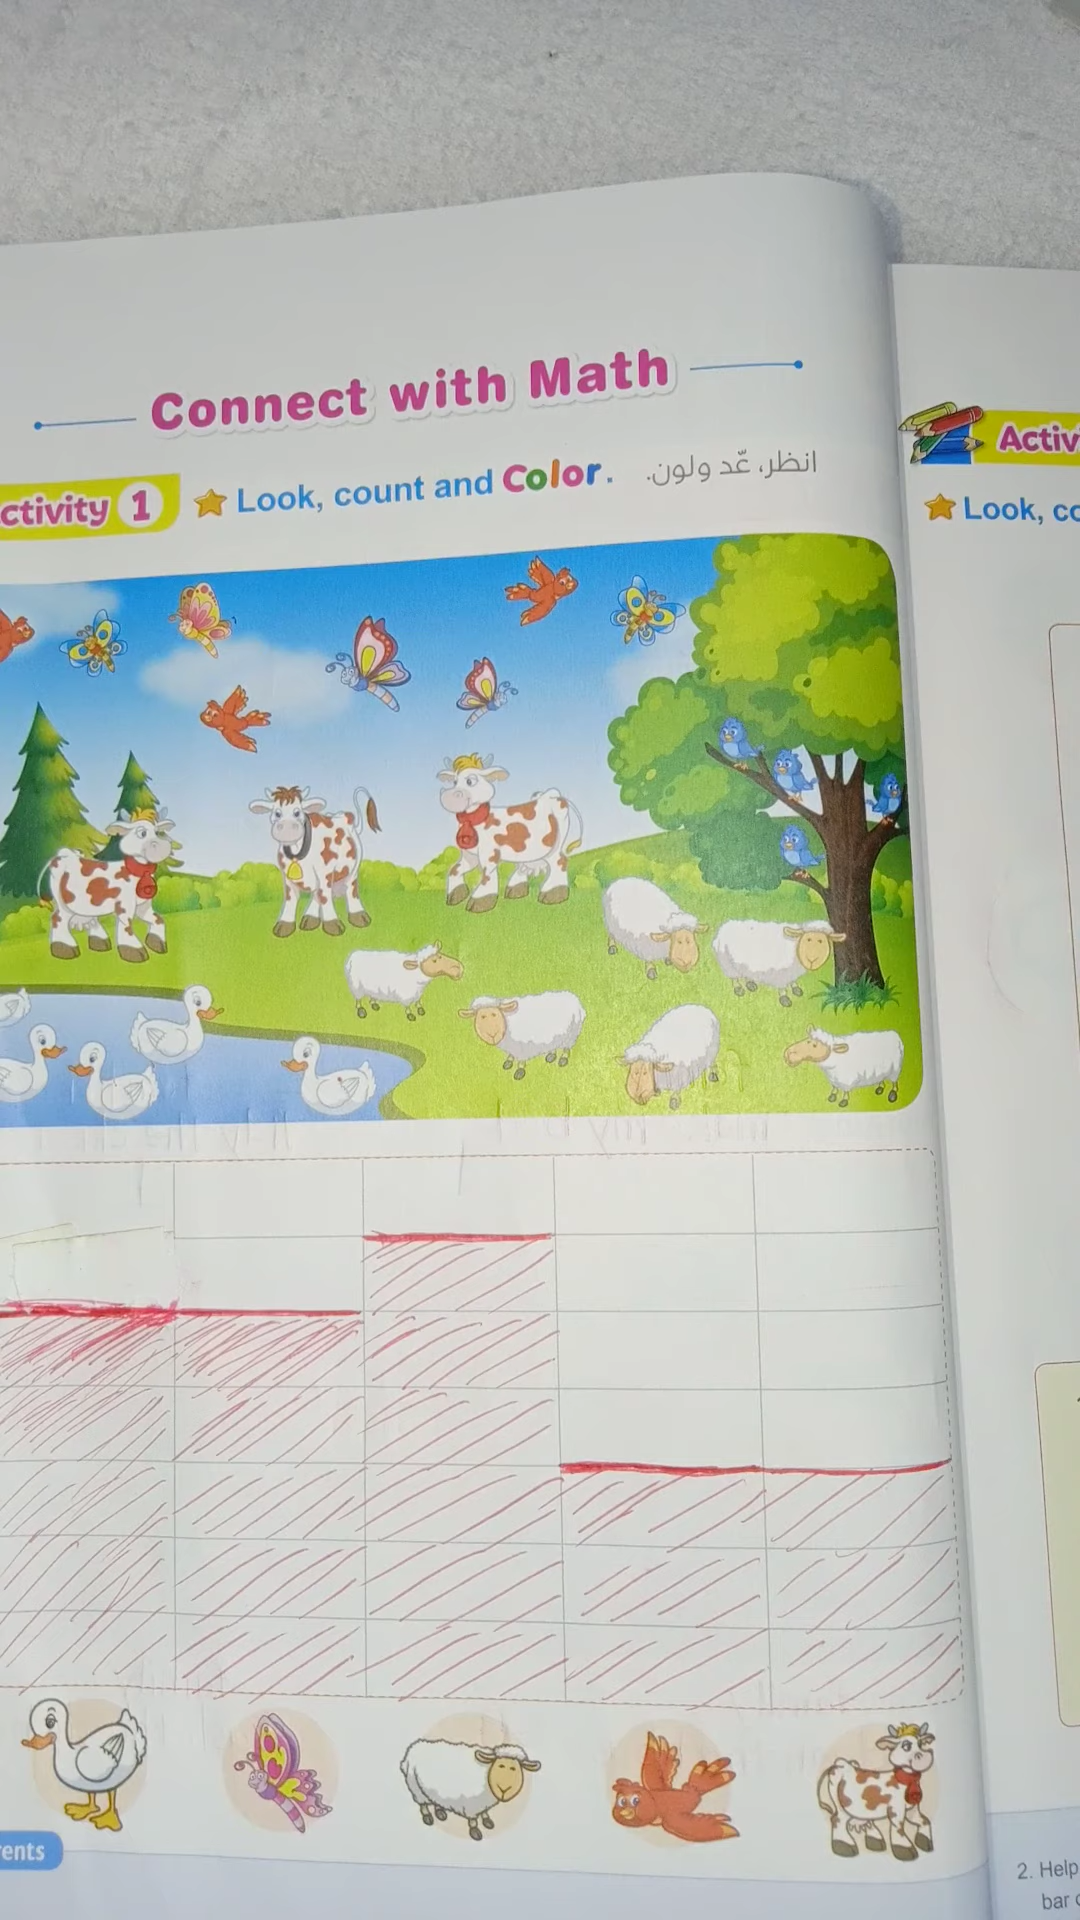 Connect with Math
ctivity 1
Look, count and Color.
انظر، عّد ولون.
ents
Activ
Look, co
2. Help
bar